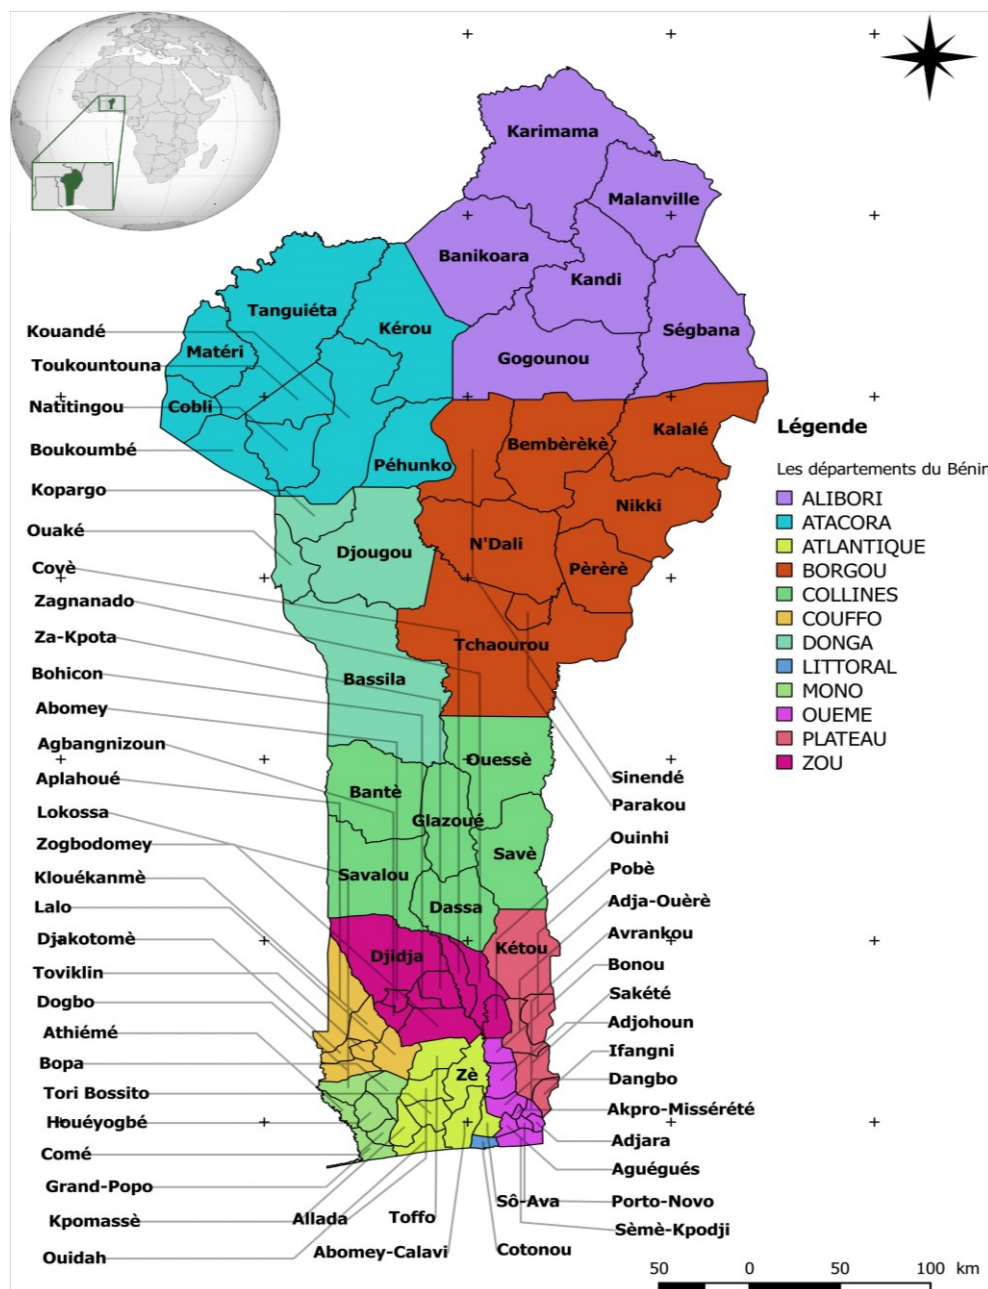 Karimama
Malanville
Banikoara
Kandi
Ségbana
Gogounou
Tanguiéta
Kérou
Matéri
Cobli
Péhunko
Kouandé
Toukountouna
Natitingou
Boukoumbé
Kopargo
Ouaké
Covè
Zagnanado
Za-Kpota
Bohicon
Abomey
Agbangnizoun
Aplahoué
Lokossa
Zogbodomey
Klouékanmè
Lalo
Djakotomè
Toviklin
Dogbo
Athiémé
Bopa
Tori Bossito
Houéyogbé
Comé
Grand-Popo
Kpomassè
Ouidah
Bembèrèkè
Kalalé
Nikki
N'Dali
Pèrèrè
Tchaourou
Djougou
Bassila
Ouessè
Bantè
Glazoué
Savè
Savalou
Dassa
Djidja
Kétou
Zè
Allada
Toffo
Abomey-Calavi
Sô-Ava
Cotonou
Sinendé
Parakou
Ouinhi
Pobè
Adja-Ouèrè
Avrankou
Bonou
Sakété
Adjohoun
Ifangni
Dangbo
Akpro-Missérété
Adjara
Aguégués
Porto-Novo
Sèmè-Kpodji
Légende
Les départements du Bénin
ALIBORI
ATACORA
ATLANTIQUE
BORGOU
COLLINES
COUFFO
DONGA
LITTORAL
MONO
OUEME
PLATEAU
ZOU
50 0 50 100 km